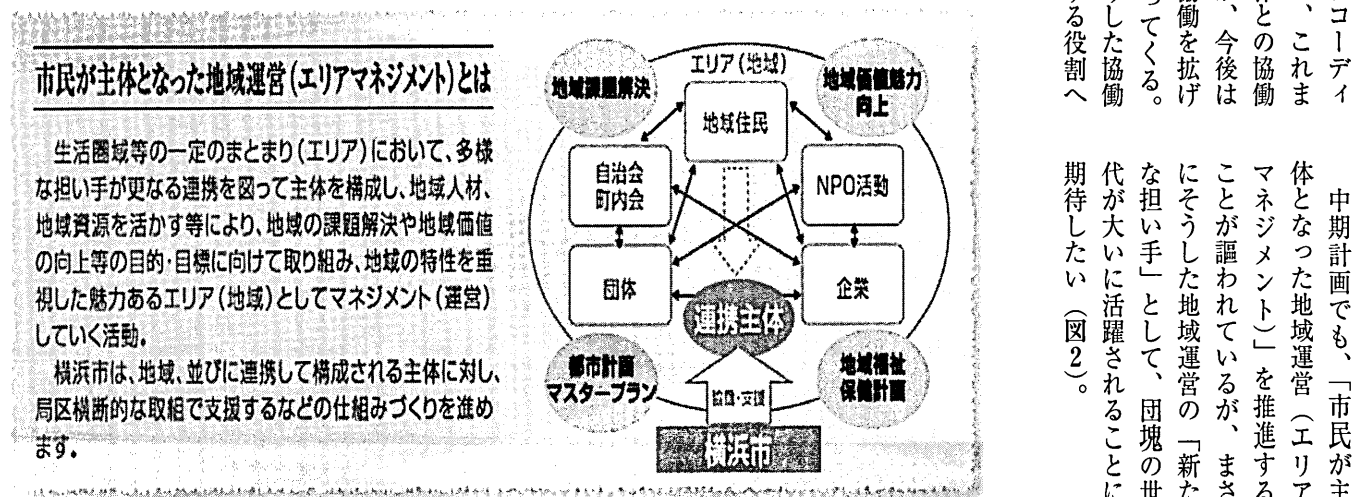 市民が主体となった地域運営(エリアマネジメント)とは
生活圏域等の一定のまとまり(エリア)において、多様
な担い手が更なる連携を図って主体を構成し、地域人材、
地域資源を活かす等により、地域の課題解決や地域価値
の向上等の目的・目標に向けて取り組み、地域の特性を重
視した魅力あるエリア(地域)としてマネジメント(運営)
していく活動。
横浜市は、地域、並びに連携して構成される主体に対し、
局区横断的な取組で支援するなどの仕組みづくりを進め
ます。
エリア(地域)
地域課題解決
地域価値魅力
向上
地域住民
自治会
町内会
NPO活動
団体
企業
連携主体
都市計画
マスタープラン
地域福祉
保健計画
・支援
横浜市
コーディ
、これま
との協働
、今後は
働を拡げ
ってくる。
した協働
る役割へ
中期計画でも、「市民が主
体となった地域運営(エリア
マネジメント)」を推進する
ことが謳われているが、まさ
にそうした地域運営の「新た
な担い手」として、団塊の世
代が大いに活躍されることに
期待したい(図2)。